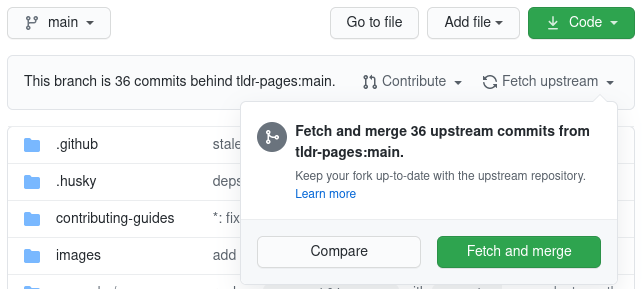 main
Go to file
Add file
Code
This branch is 36 commits behind tldr-pages:main.
Contribute
Fetch upstream
Fetch and merge 36 upstream commits from
tldr-pages:main.
Keep your fork up-to-date with the upstream repository.
Learn more
Compare
Fetch and merge
.github
stale
.husky
deps
contributing-guides
*: fix
images
add